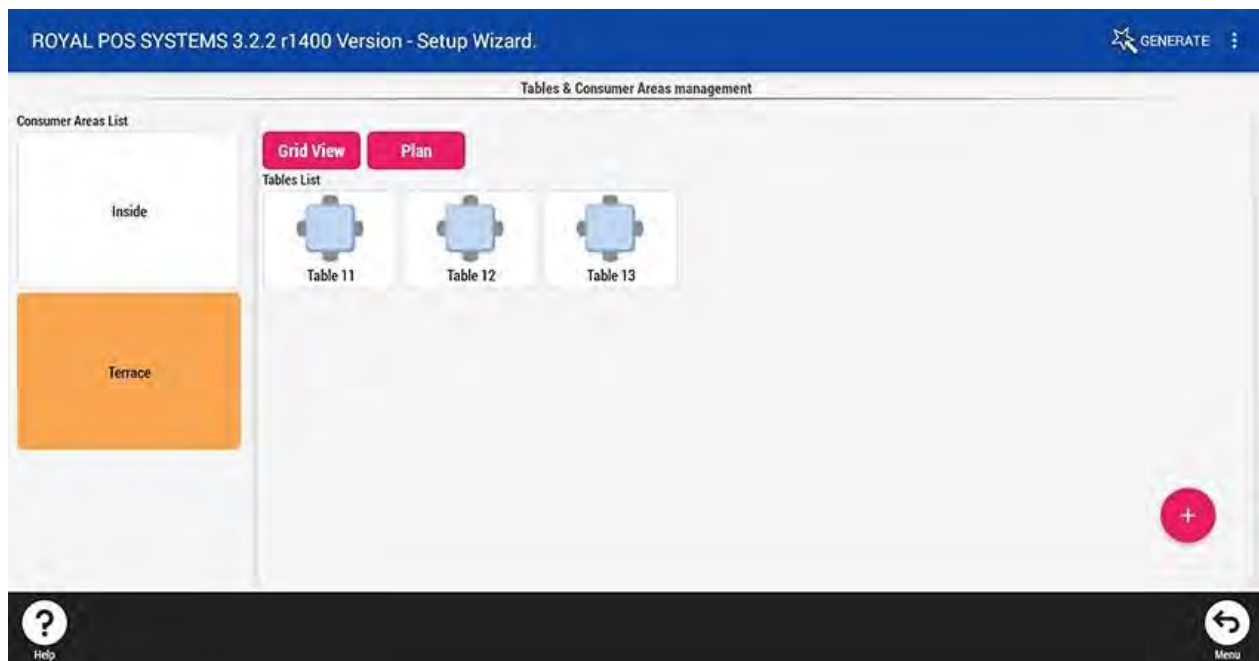 ROYAL POS SYSTEMS 3.2.2 r1400 Version - Setup Wizard.
GENERATE
Tables & Consumer Areas management
Consumer Areas List
Inside
Terrace
Grid View
Plan
Tables List
Table 11
Table 12
Table 13
+
?
Help
Menu